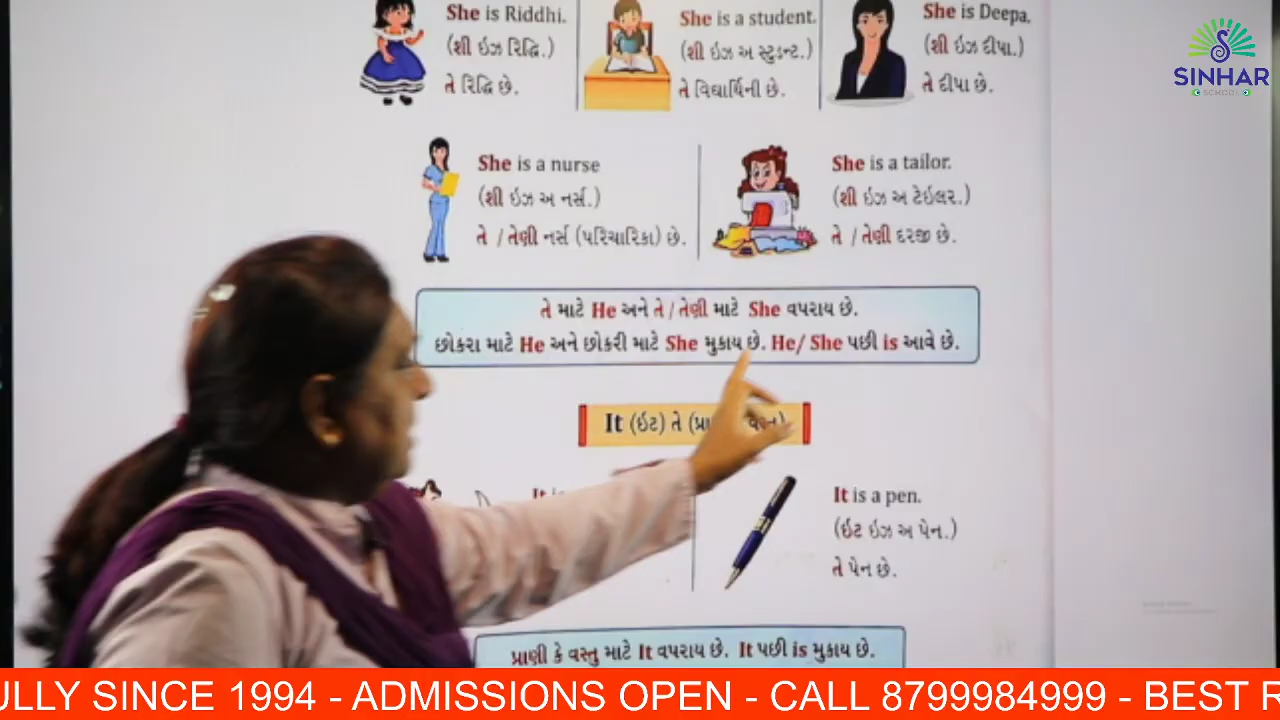 She is Riddhi.
(શી ઇઝ રિદ્ધિ.)
તે રિદ્ધિ છે.
She is a student.
(શી ઇઝ અ સ્ટુડન્ટ.)
તે વિદ્યાર્થિની છે.
She is Deepa.
(શી ઇઝ દીપા.)
તે દીપા છે.
SINHAR
SCHOOL
She is a nurse
(શી ઇઝ અ નર્સ.)
તે / તેણી નર્સ (પરિચારિકા) છે.
She is a tailor.
(શી ઇઝ અ ટેઇલર.)
તે / તેણી દરજી છે.
તે માટે He અને તે / તેણી માટે She વપરાય છે.
છોકરા માટે He અને છોકરી માટે She મુકાય છે. He/ She પછી is આવે છે.
It (ઇટ) તે
It is
It is a pen.
(ઇટ ઇઝ અ પેન.)
તે પેન છે.
પ્રાણી કે વસ્તુ માટે It વપરાય છે. It પછી is મુકાય છે.
ULLY SINCE 1994 - ADMISSIONS OPEN - CALL 8799984999 - BEST R